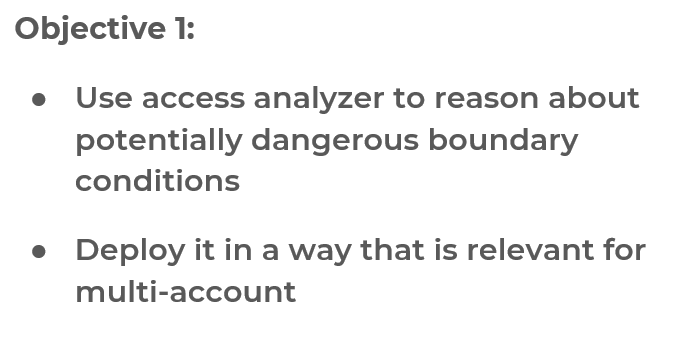 Objective 1:
● Use access analyzer to reason about
potentially dangerous boundary
conditions
● Deploy it in a way that is relevant for
multi-account